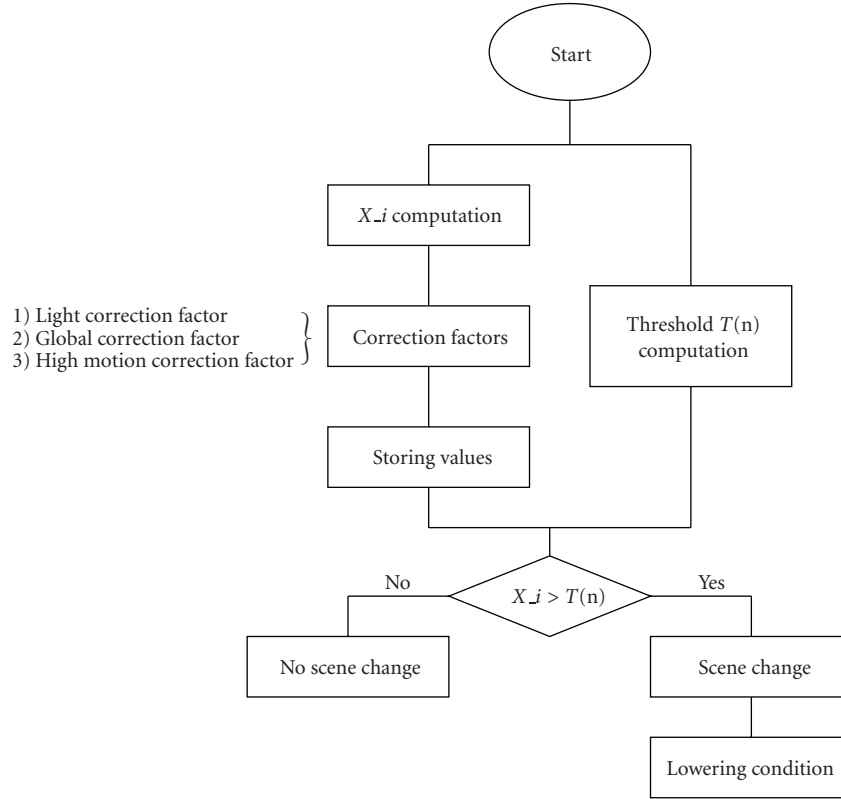 Start
X_i computation
1) Light correction factor
2) Global correction factor
3) High motion correction factor
Correction factors
Threshold T(n)
computation
Storing values
No
X_i > T(n)
Yes
No scene change
Scene change
Lowering condition